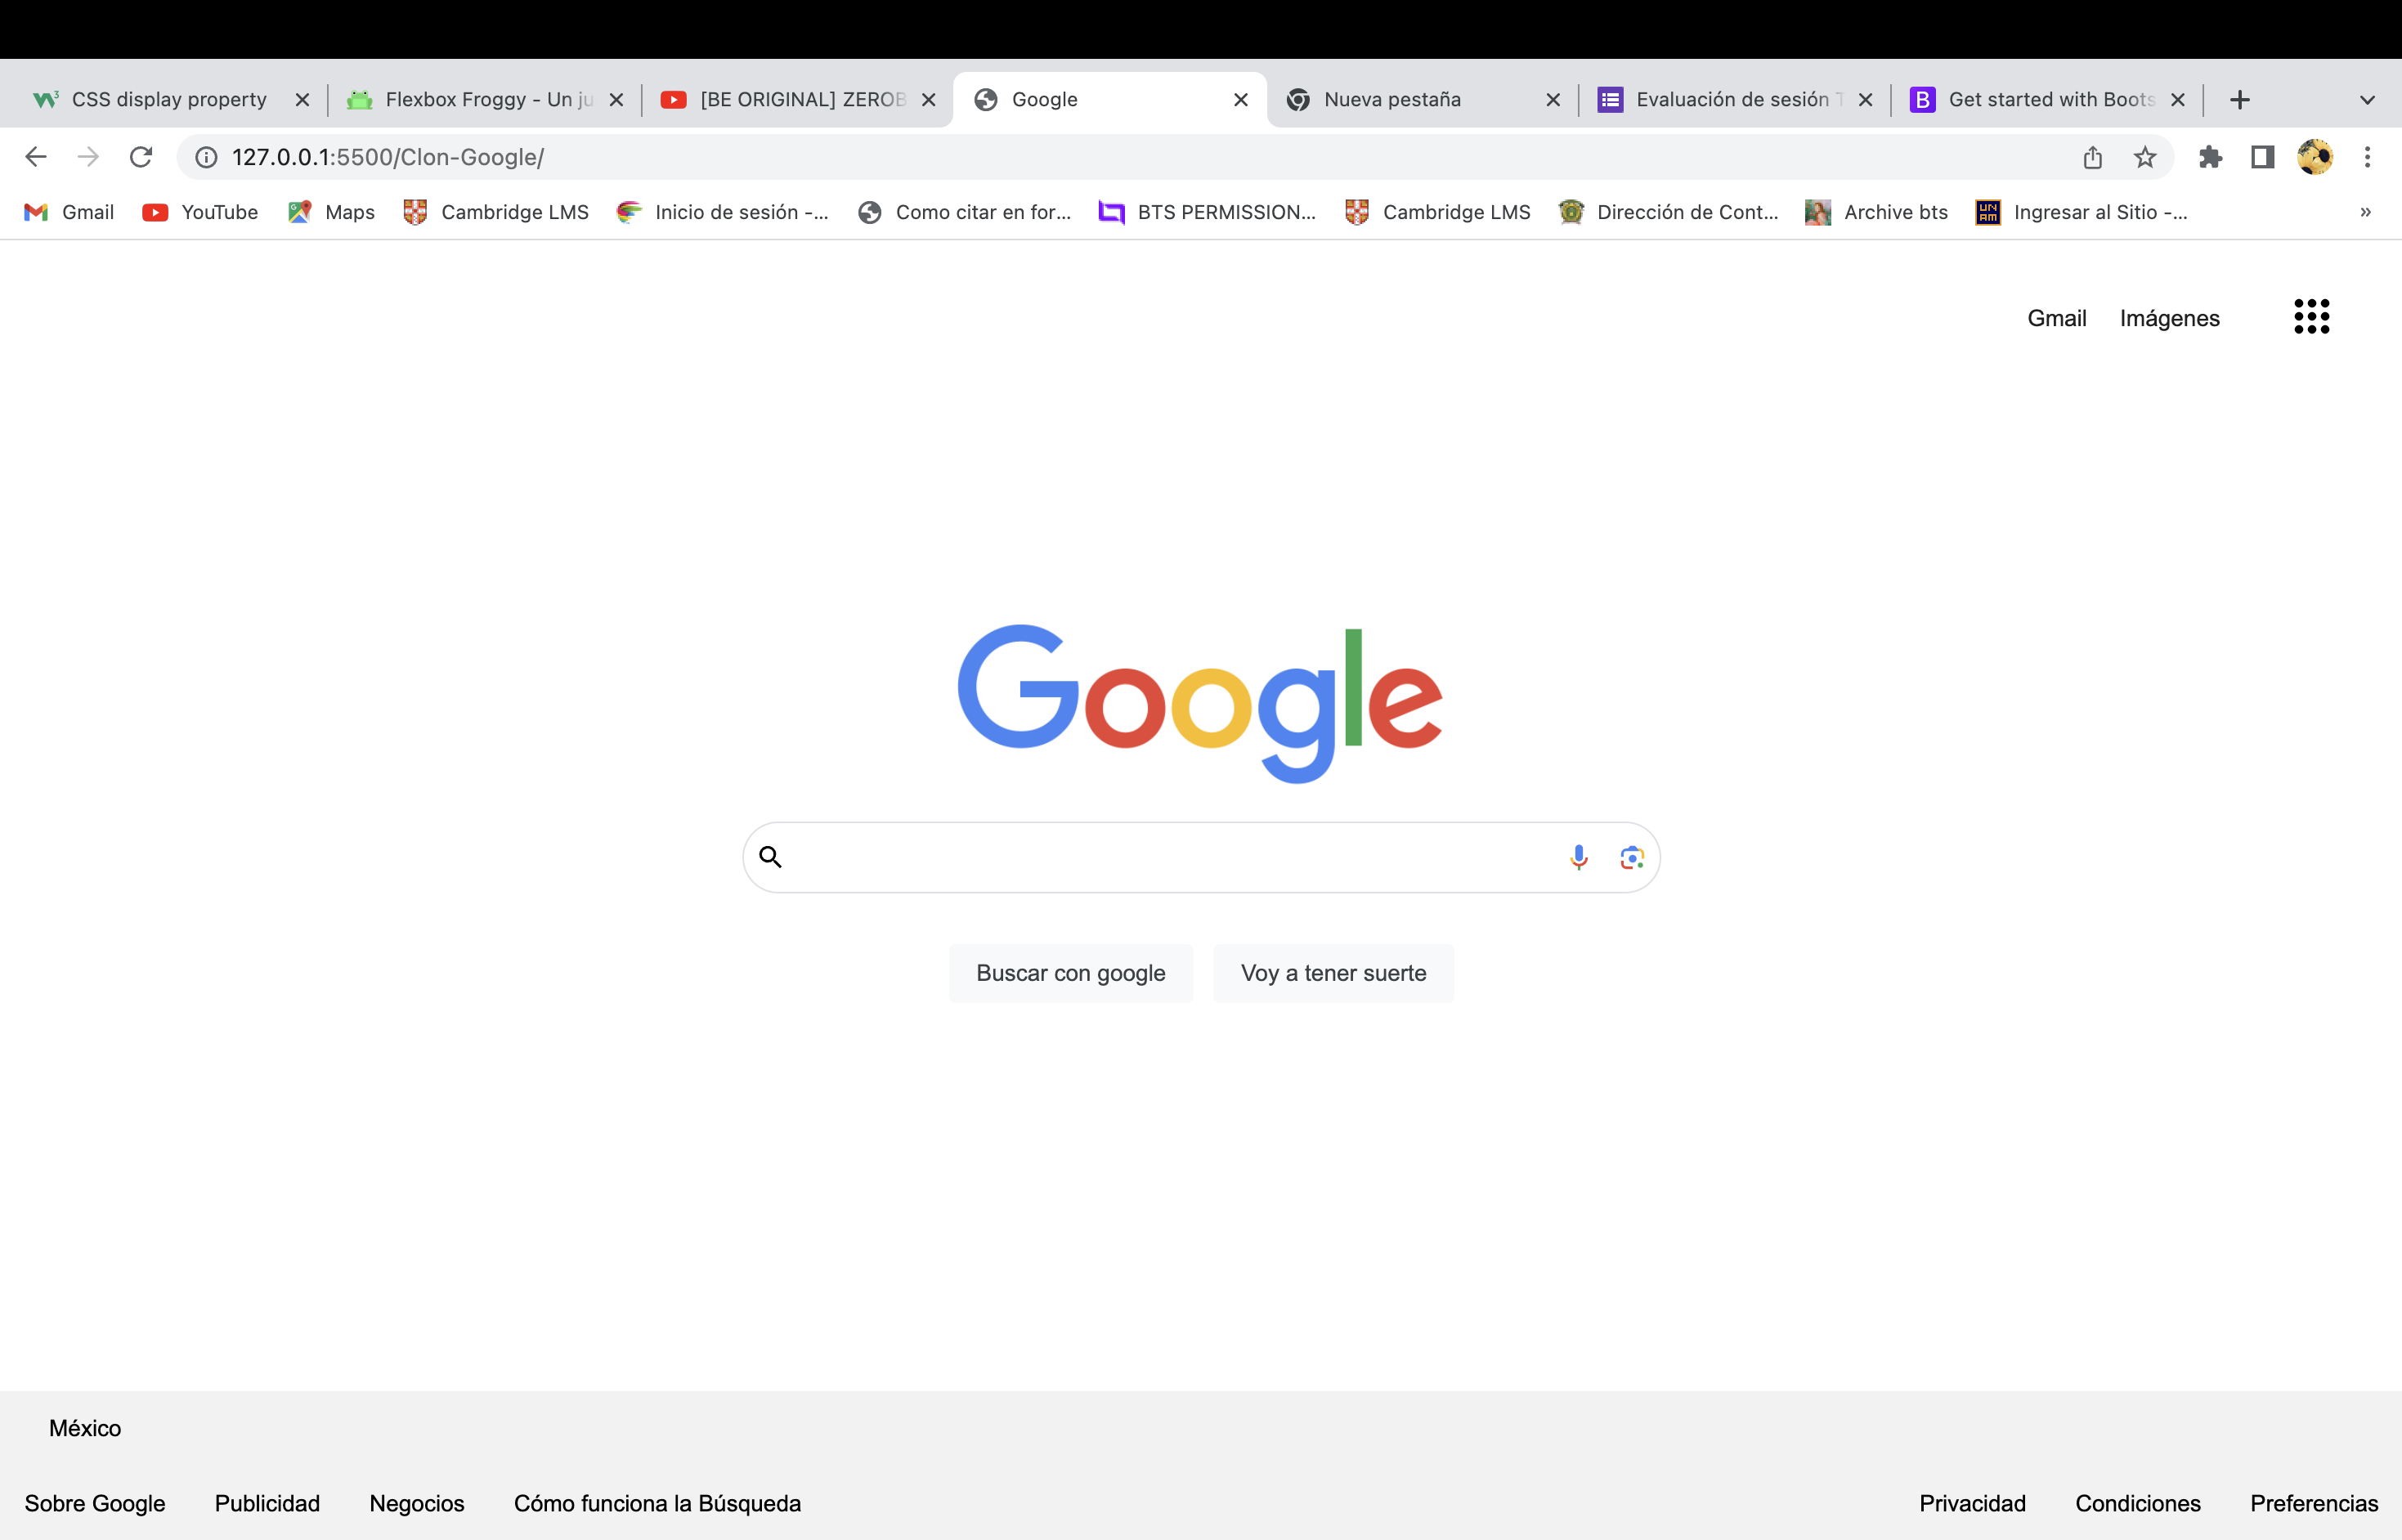 CSS display property
Flexbox Froggy - Un ju
[BE ORIGINAL] ZEROB
Google
Nueva pestaña
Evaluación de sesión T
Get started with Boots
127.0.0.1:5500/Clon-Google/
Gmail
YouTube
Maps
Cambridge LMS
Inicio de sesión -...
Como citar en for...
BTS PERMISSION...
Cambridge LMS
Dirección de Cont...
Archive bts
Ingresar al Sitio -...
Gmail Imágenes
Google
Buscar con google
Voy a tener suerte
México
Sobre Google Publicidad Negocios Cómo funciona la Búsqueda Privacidad Condiciones Preferencias